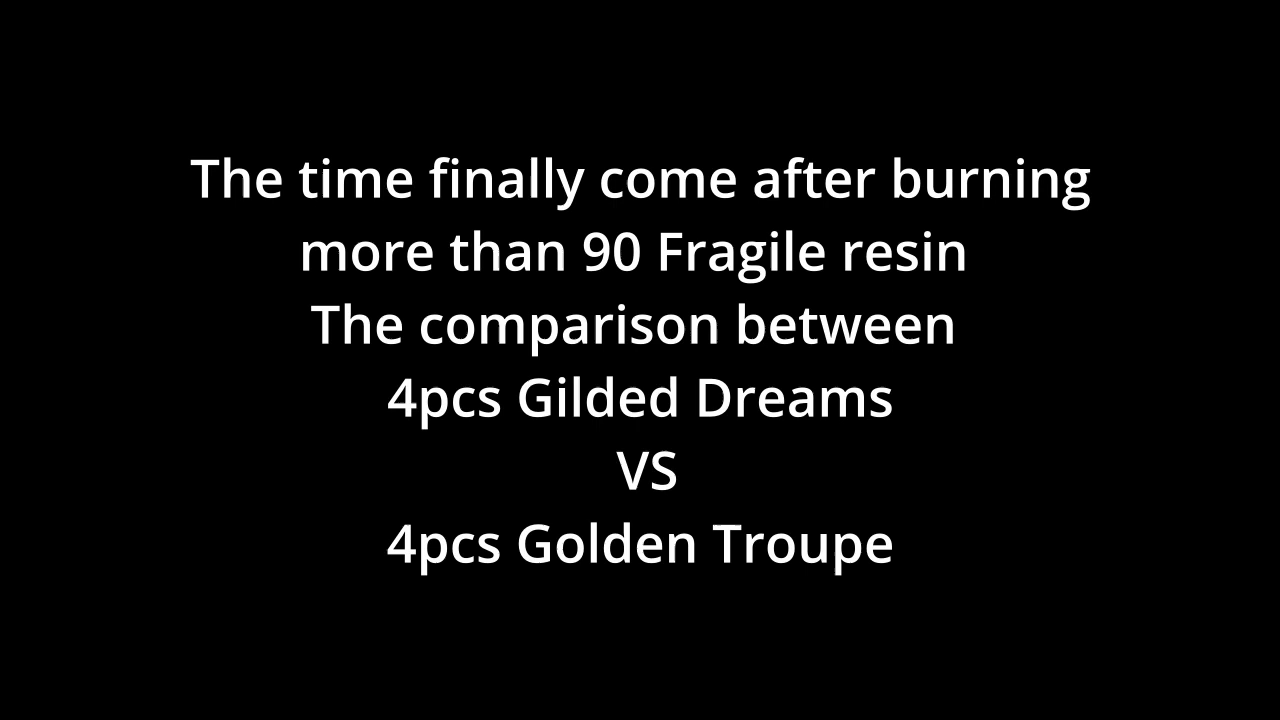 The time finally come after burning
more than 90 Fragile resin
The comparison between
4pcs Gilded Dreams
VS
4pcs Golden Troupe